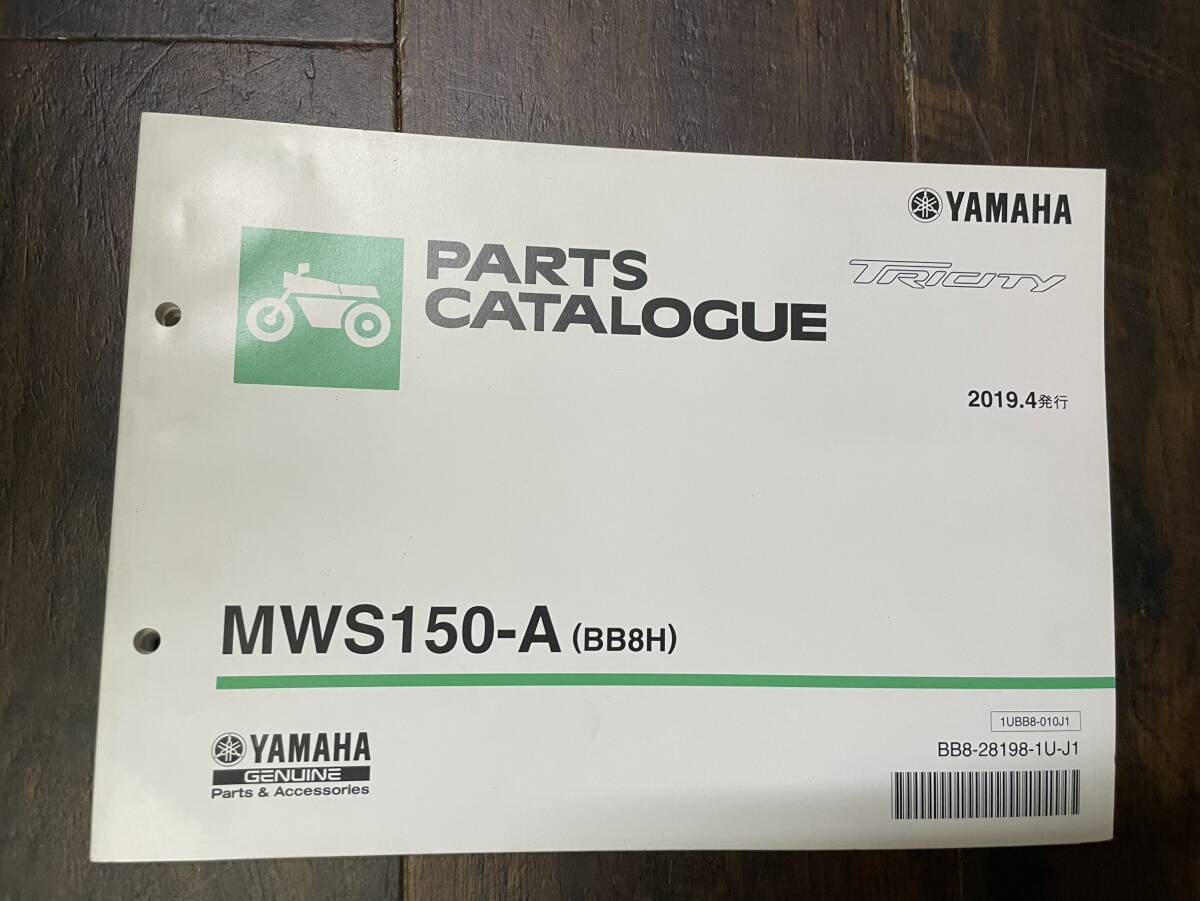 YAMAHA
PARTS
CATALOGUE
TRICITY
2019.4発行
MWS150-A (BB8H)
1UBB8-010J1
BB8-28198-1U-J1
YAMAHA
GENUINE
Parts & Accessories